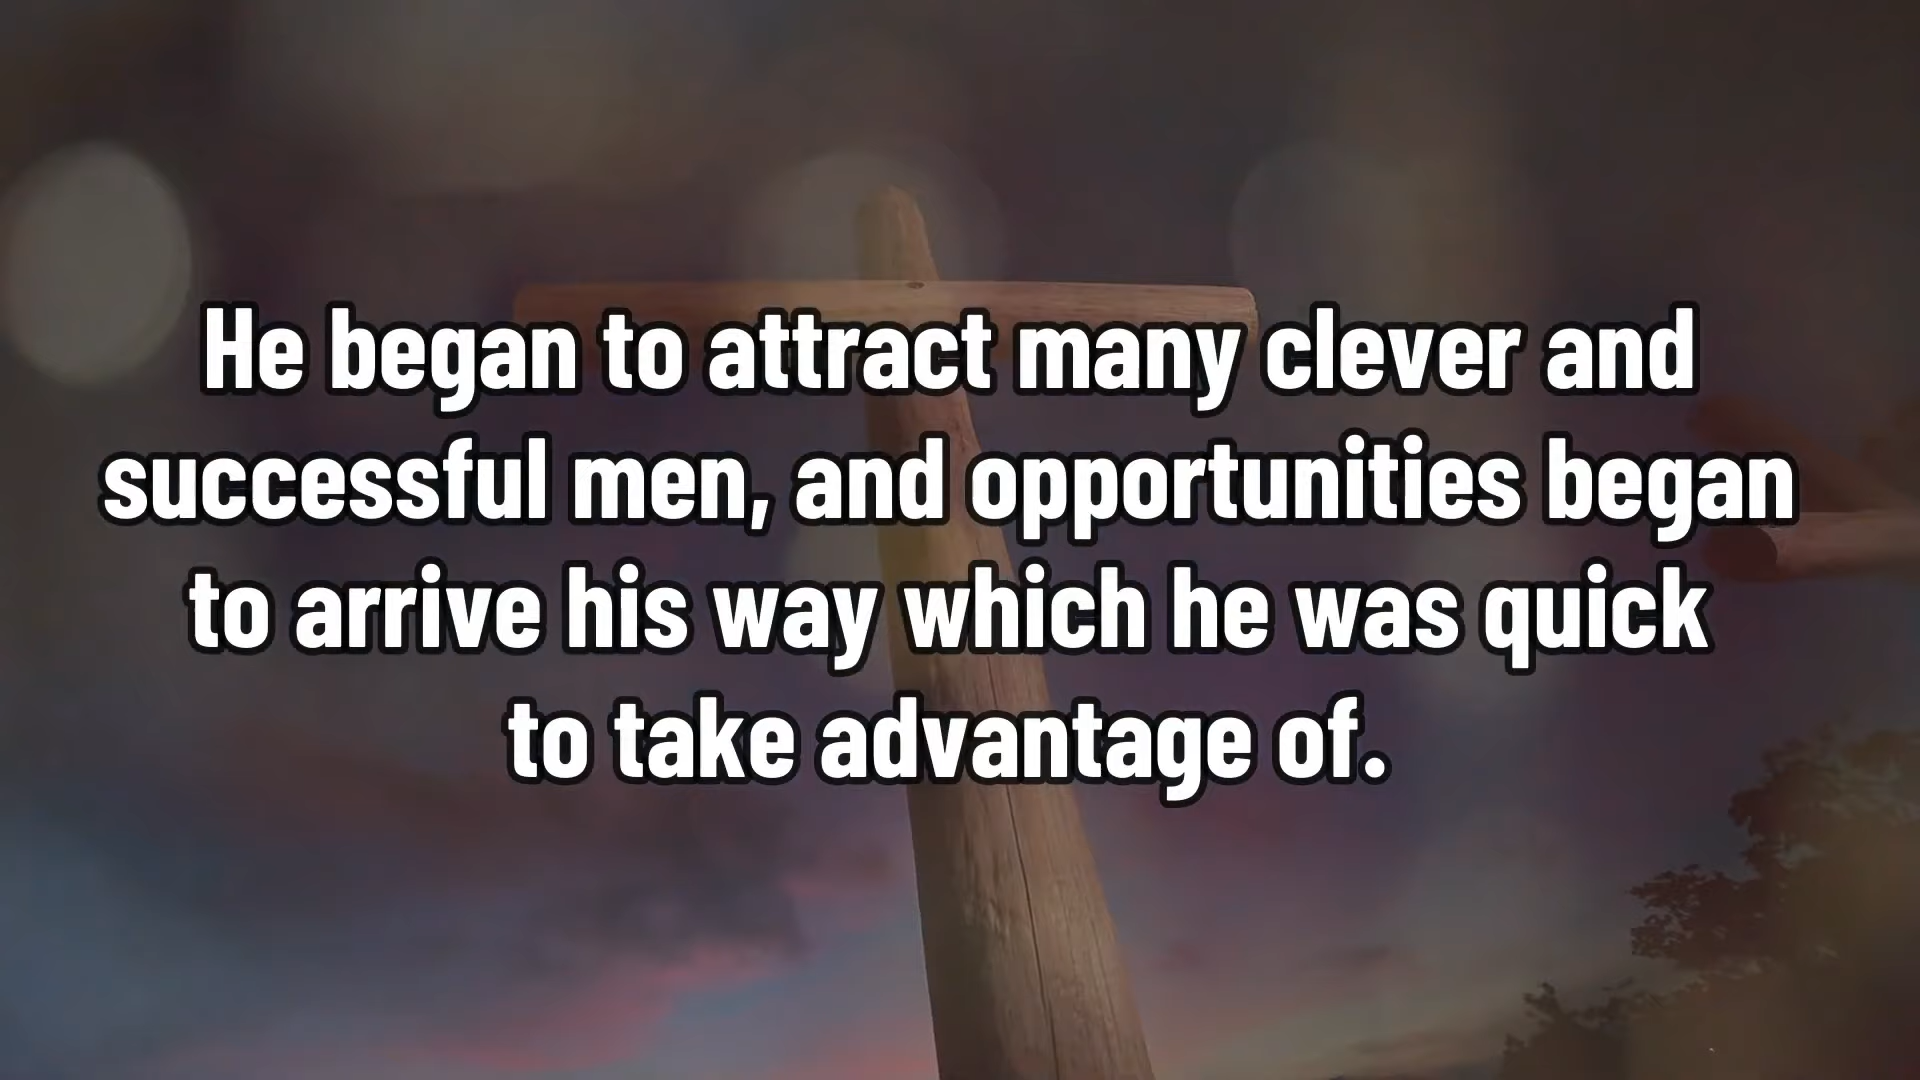 He began to attract many clever and
successful men, and opportunities began
to arrive his way which he was quick
to take advantage of.